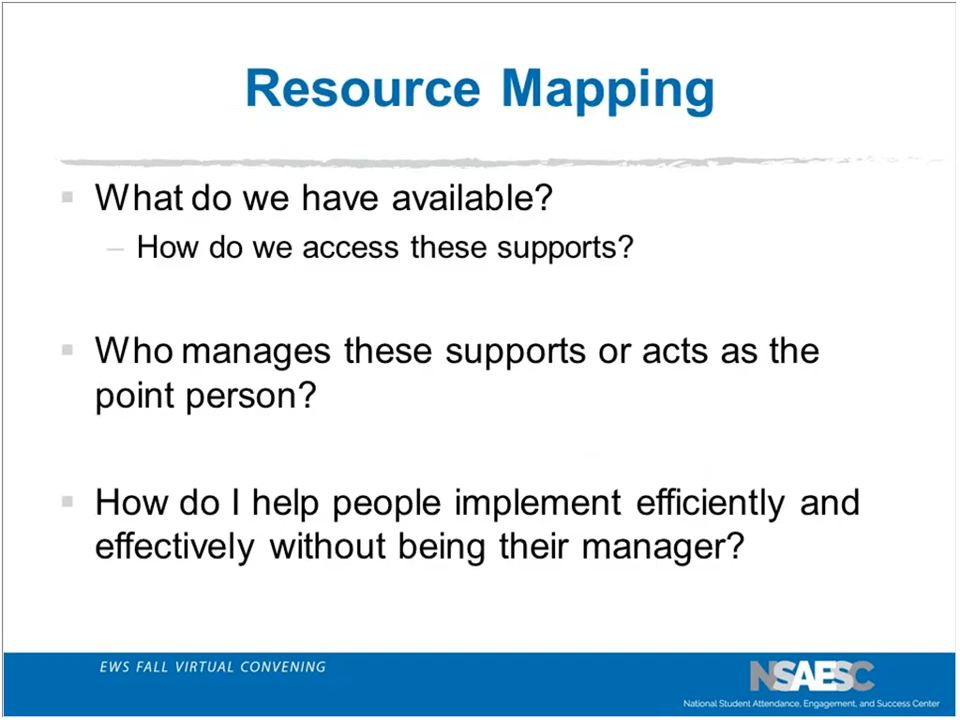 Resource Mapping
What do we have available?
– How do we access these supports?
Who manages these supports or acts as the
point person?
How do I help people implement efficiently and
effectively without being their manager?
EWS FALL VIRTUAL CONVENING
NSAESC
National Student Attendance, Engagement, and Success Center